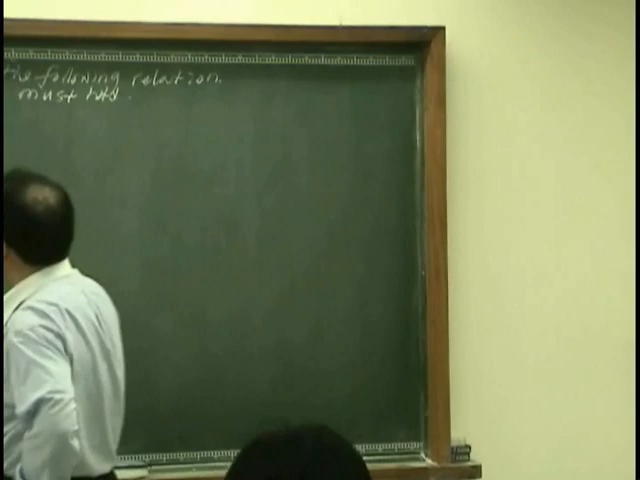 the following relation.
must hold.